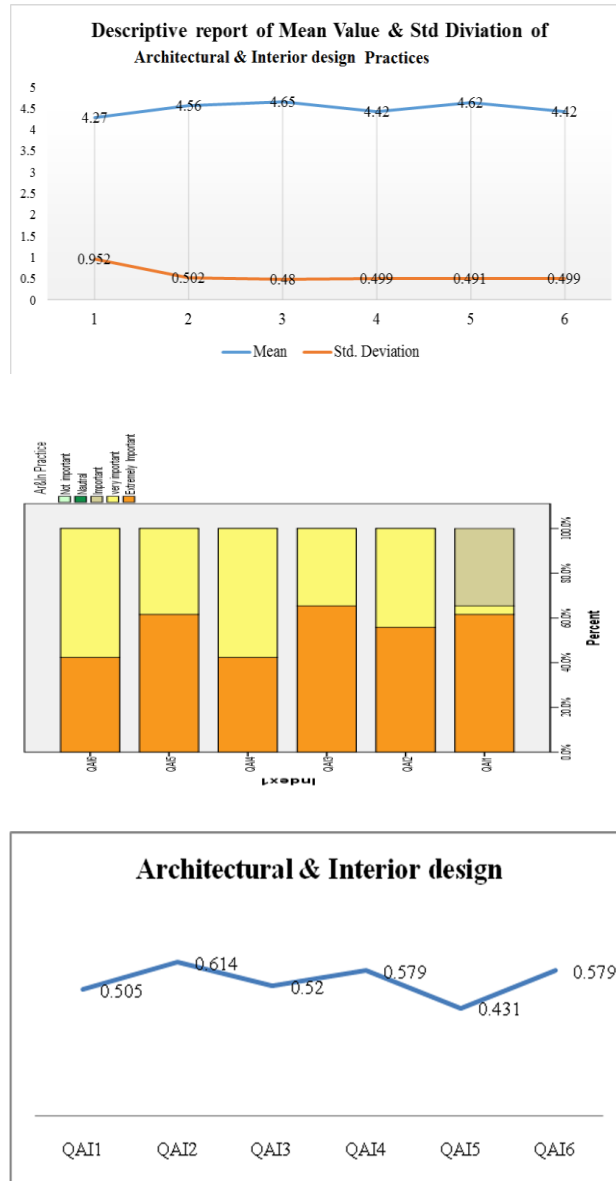 Descriptive report of Mean Value & Std Diviation of
Architectural & Interior design Practices
5
4.5
4
3.5
3
2.5
2
1.5
1
0.5
0
4.27
4.56
4.65
4.42
4.62
4.42
0.952
0.502
0.48
0.499
0.491
0.499
1
2
3
4
5
6
Mean
Std. Deviation
Ar&In Practice
Not important
Nautral
Important
very important
Extremely Important
100.0%
80.0%
60.0%
40.0%
20.0%
0.0%
Percent
QAI6
QAI5
QAI4
QAI3
QAI2
QAI1
Index1
Architectural & Interior design
0.505
0.614
0.52
0.579
0.431
0.579
QAI1
QAI2
QAI3
QAI4
QAI5
QAI6